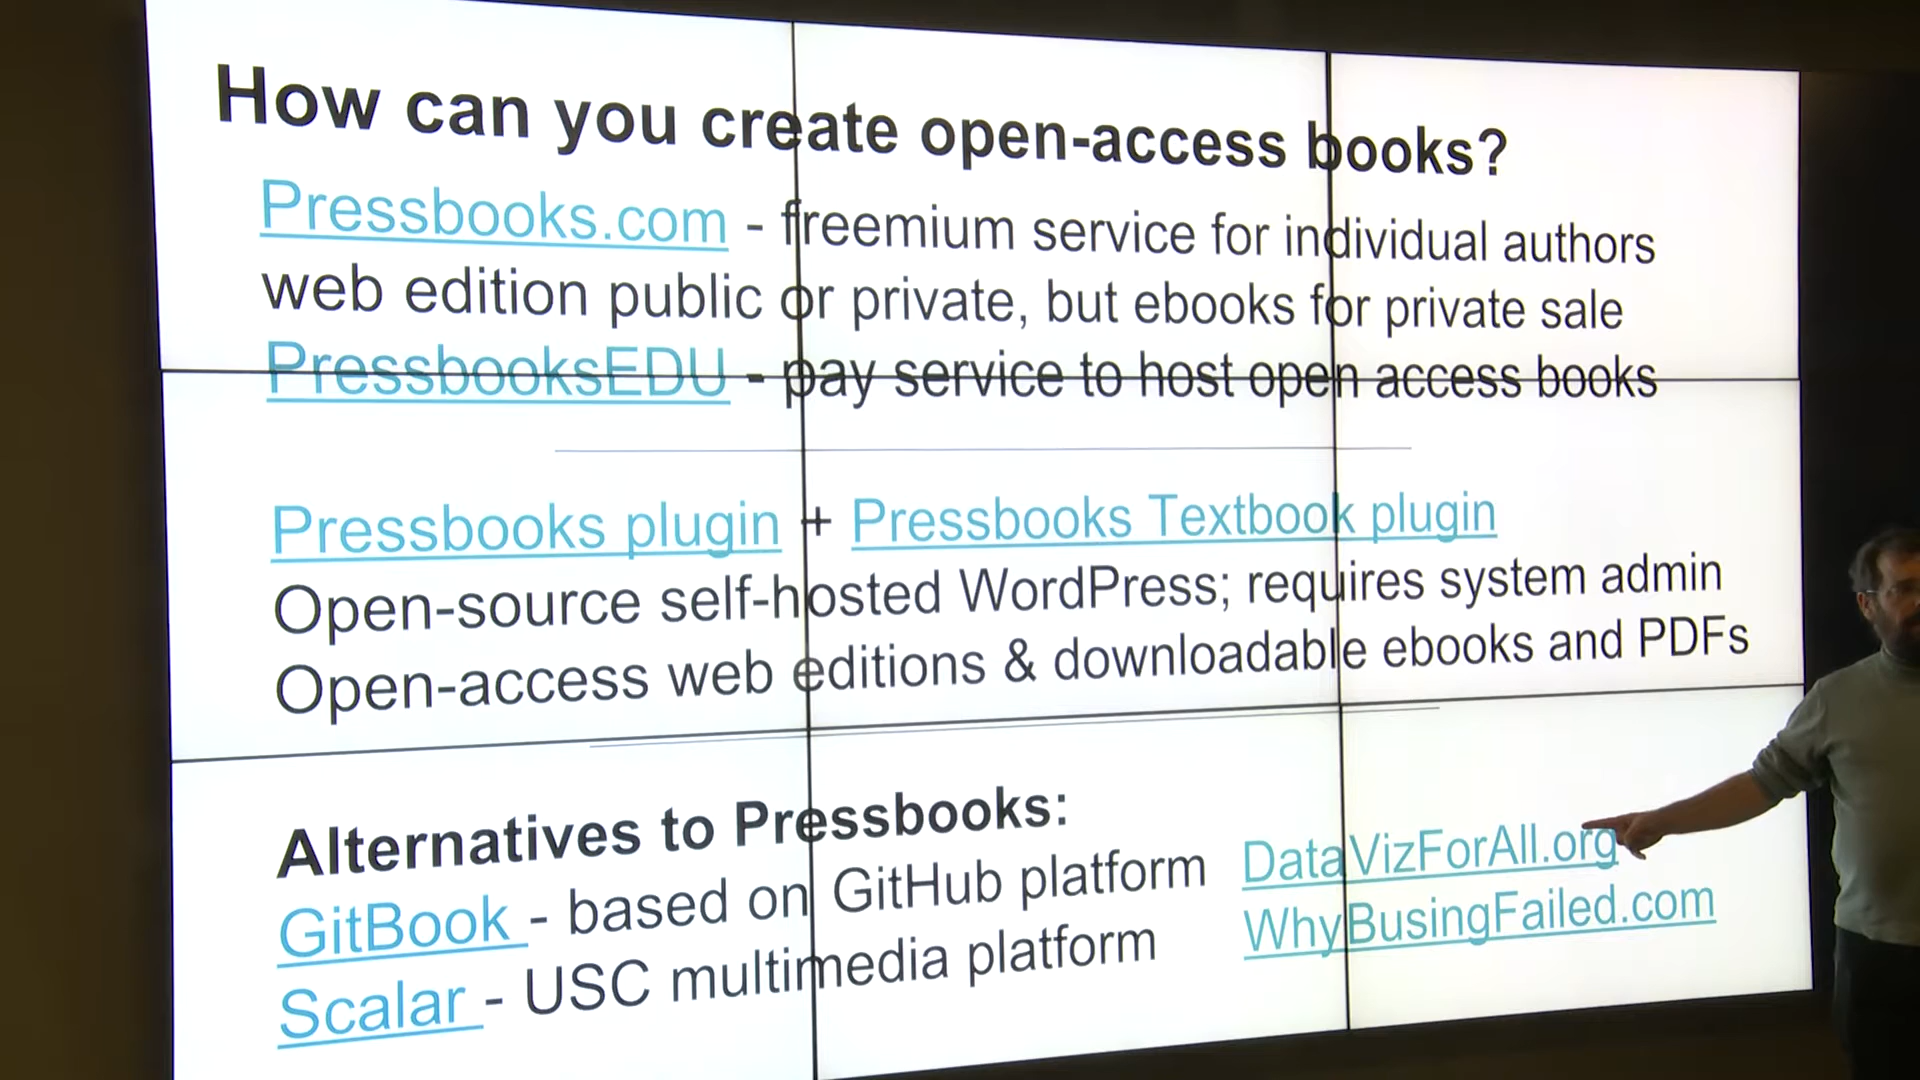 How can you create open-access books?
Pressbooks.com - freemium service for individual authors
web edition public or private, but ebooks for private sale
PressbooksEDU - pay service to host open access books
Pressbooks plugin + Pressbooks Textbook plugin
Open-source self-hosted WordPress; requires system admin
Open-access web editions & downloadable ebooks and PDFs
Alternatives to Pressbooks:
GitBook - based on GitHub platform DataVizForAll.org
Scalar - USC multimedia platform WhyBusingFailed.com